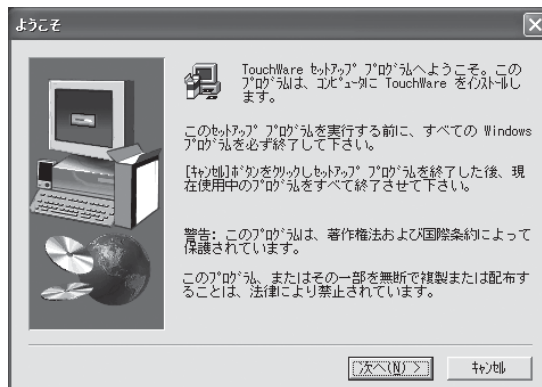 ようこそ
TouchWare ｾｯﾄｱｯﾌﾟ ﾌﾟﾛｸﾞﾗﾑへようこそ。この
ﾌﾟﾛｸﾞﾗﾑは、ｺﾝﾋﾟｭｰﾀに TouchWare をｲﾝｽﾄｰﾙし
ます。
このｾｯﾄｱｯﾌﾟ ﾌﾟﾛｸﾞﾗﾑを実行する前に、すべての Windows
ﾌﾟﾛｸﾞﾗﾑを必ず終了して下さい。
[ｷｬﾝｾﾙ]ﾎﾞﾀﾝをｸﾘｯｸしｾｯﾄｱｯﾌﾟ ﾌﾟﾛｸﾞﾗﾑを終了した後、現
在使用中のﾌﾟﾛｸﾞﾗﾑをすべて終了させて下さい。
警告: このﾌﾟﾛｸﾞﾗﾑは、著作権法および国際条約によって
保護されています。
このﾌﾟﾛｸﾞﾗﾑ、またはその一部を無断で複製または配布す
ることは、法律により禁止されています。
次へ(N) >
ｷｬﾝｾﾙ